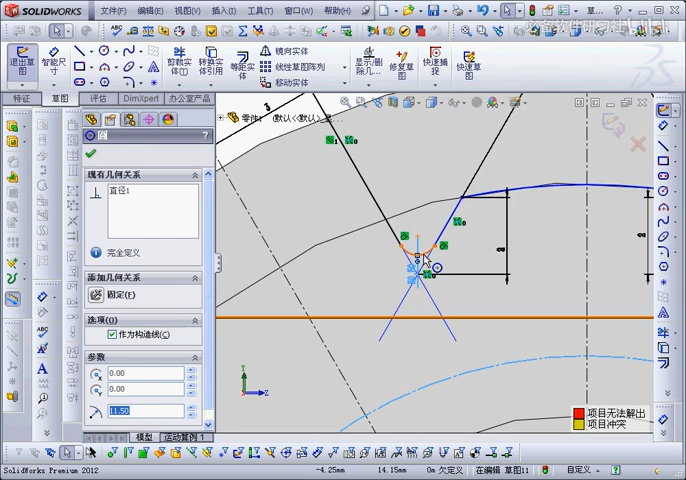 SOLIDWORKS
文件(F) 编辑(E) 视图(V) 插入(I) 工具(T) 窗口(W) 帮助(H)
退出草图 智能尺寸 剪裁实体(T) 转换实体引用 等距实体 镜向实体 线性草图阵列 移动实体 显示/删除几... 修复草图 快速捕捉 快速草图
特征 草图 评估 DimXpert 办公室产品
零件1 (默认<<默认>_显...
圆
?
现有几何关系
直径1
完全定义
添加几何关系
固定(F)
选项(O)
作为构造线(C)
参数
0.00
0.00
11.50
3
2
2
Y
Z
项目无法解出
项目冲突
模型 运动算例 1
SolidWorks Premium 2012 -4.25mm 14.15mm 0m 欠定义 在编辑 草图11 自定义